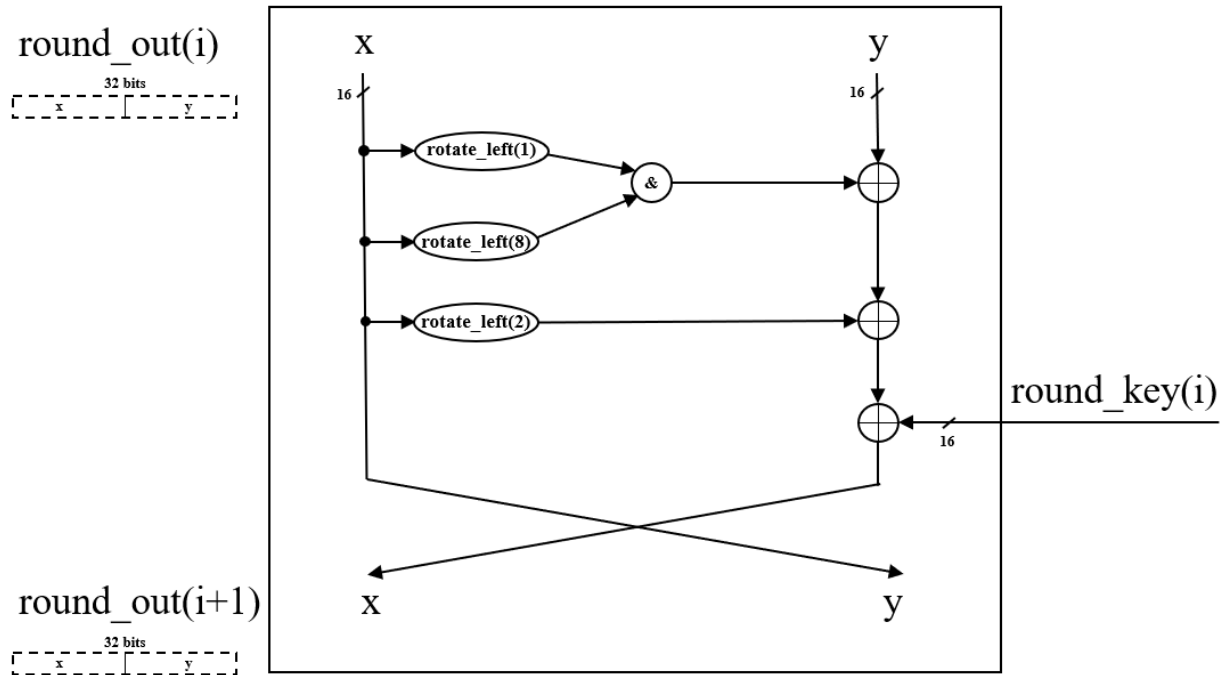 round_out(i)
32 bits
x y
x y
16 16
rotate_left(1)
&
rotate_left(8)
rotate_left(2)
round_key(i)
16
x y
round_out(i+1)
32 bits
x y